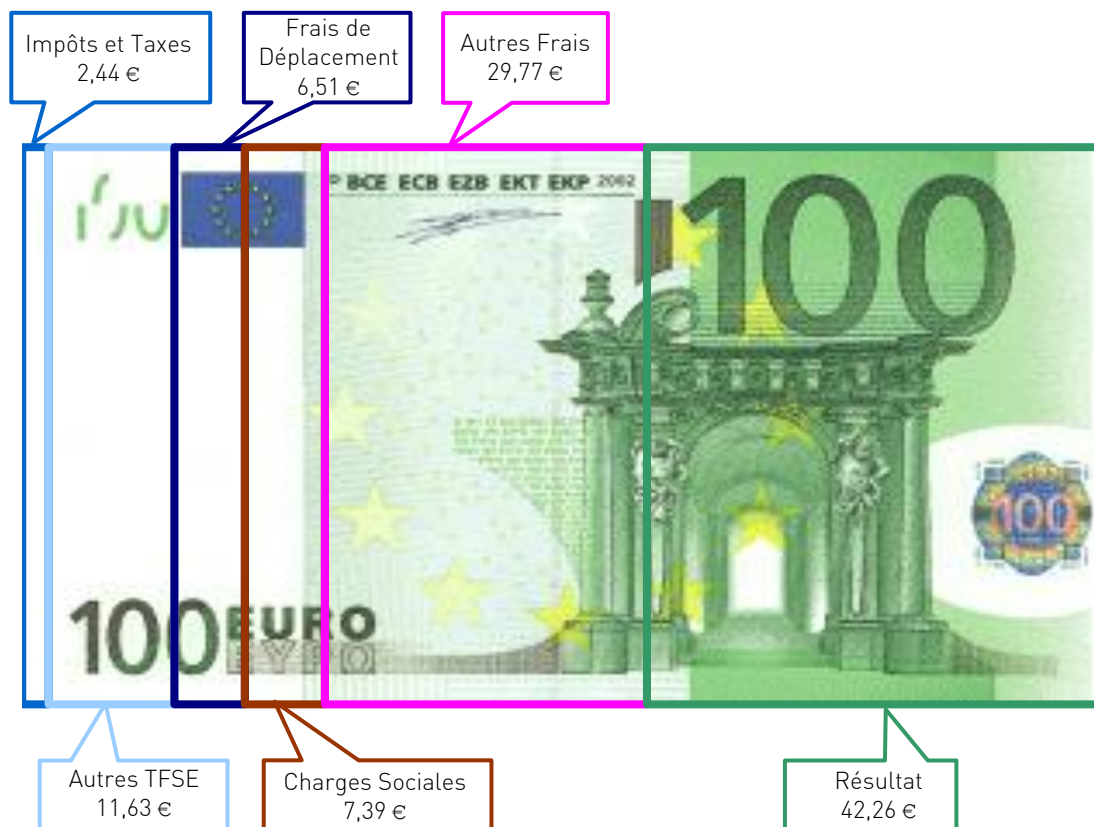 Impôts et Taxes
2,44 €
Frais de
Déplacement
6,51 €
Autres Frais
29,77 €
BCE ECB EZB EKT EKP 2002
100
100
100 EURO
ΕΥΡΩ
Autres TFSE
11,63 €
Charges Sociales
7,39 €
Résultat
42,26 €